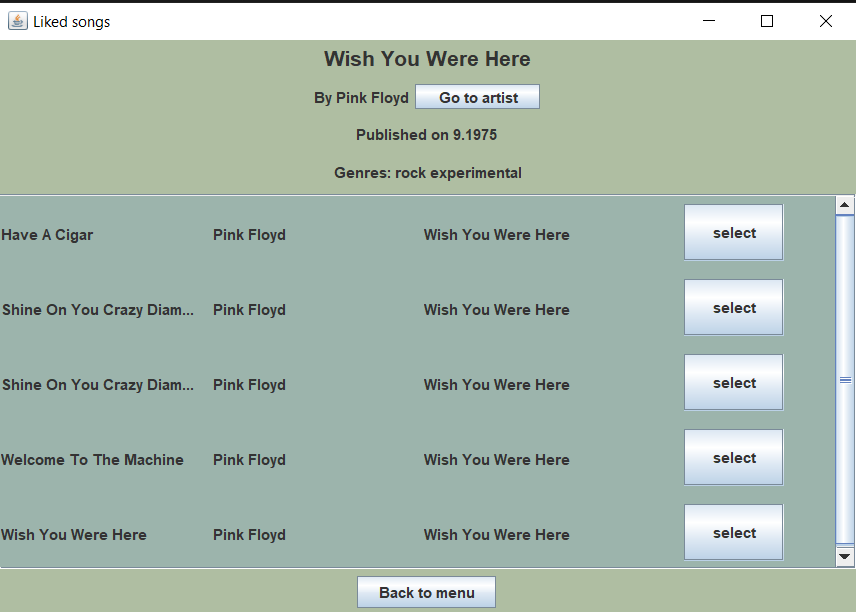 Liked songs
Wish You Were Here
By Pink Floyd Go to artist
Published on 9.1975
Genres: rock experimental
Have A Cigar Pink Floyd Wish You Were Here select
Shine On You Crazy Diam... Pink Floyd Wish You Were Here select
Shine On You Crazy Diam... Pink Floyd Wish You Were Here select
Welcome To The Machine Pink Floyd Wish You Were Here select
Wish You Were Here Pink Floyd Wish You Were Here select
Back to menu